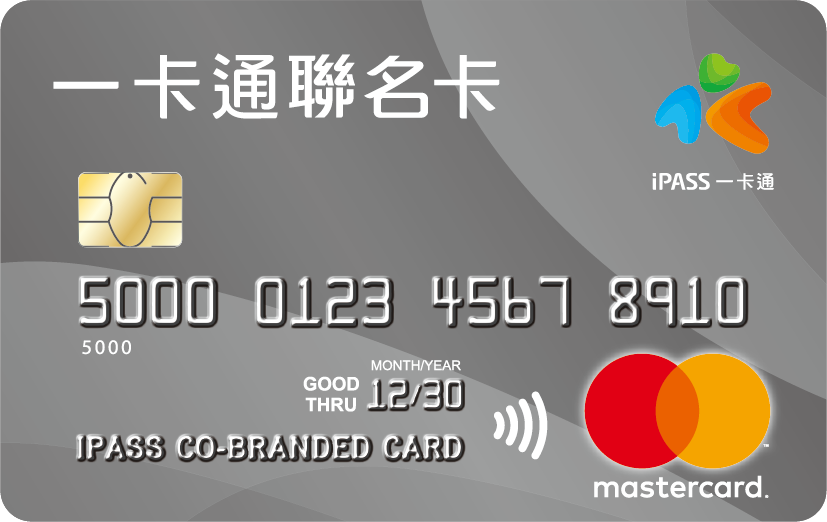 一卡通聯名卡
iPASS 一卡通
5000 0123 4567 8910
5000
MONTH/YEAR
GOOD THRU 12/30
IPASS CO-BRANDED CARD
mastercard.